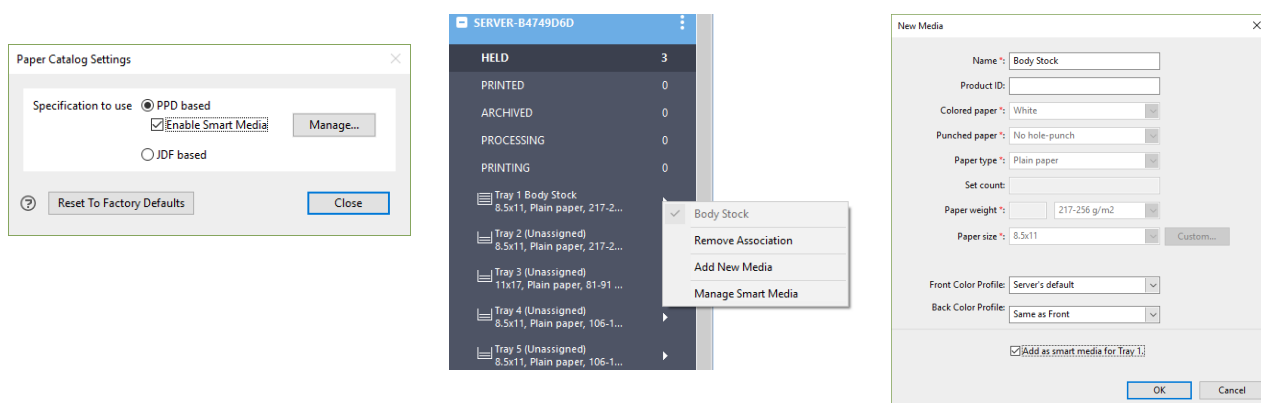 Paper Catalog Settings
Specification to use PPD based
Enable Smart Media Manage...
JDF based
? Reset To Factory Defaults Close
SERVER-B4749D6D
HELD 3
PRINTED 0
ARCHIVED 0
PROCESSING 0
PRINTING 0
Tray 1 Body Stock
8.5x11, Plain paper, 217-2...
Tray 2 (Unassigned)
8.5x11, Plain paper, 217-2...
Tray 3 (Unassigned)
11x17, Plain paper, 81-91 ...
Tray 4 (Unassigned)
8.5x11, Plain paper, 106-1...
Tray 5 (Unassigned)
8.5x11, Plain paper, 106-1...
Body Stock
Remove Association
Add New Media
Manage Smart Media
New Media
Name *: Body Stock
Product ID:
Colored paper *: White
Punched paper *: No hole-punch
Paper type *: Plain paper
Set count:
Paper weight *: 217-256 g/m2
Paper size *: 8.5x11 Custom...
Front Color Profile: Server's default
Back Color Profile: Same as Front
Add as smart media for Tray 1.
OK Cancel